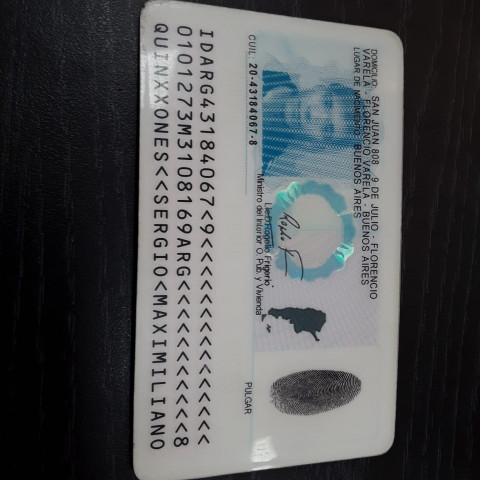 DOMICILIO: SAN JUAN 808 9 DE JULIO - FLORENCIO
VARELA - FLORENCIO VARELA - BUENOS AIRES
LUGAR DE NACIMIENTO: BUENOS AIRES
CUIL: 20-43184067-8
Lic. Rogelio Frigerio
Ministro del Interior O. Pub. y Vivienda
PULGAR
IDARG43184067<9<<<<<<<<<<<<<<<
0101273M3108169ARG<<<<<<<<<<<8
QUINXXONES<<SERGIO<MAXIMILIANO